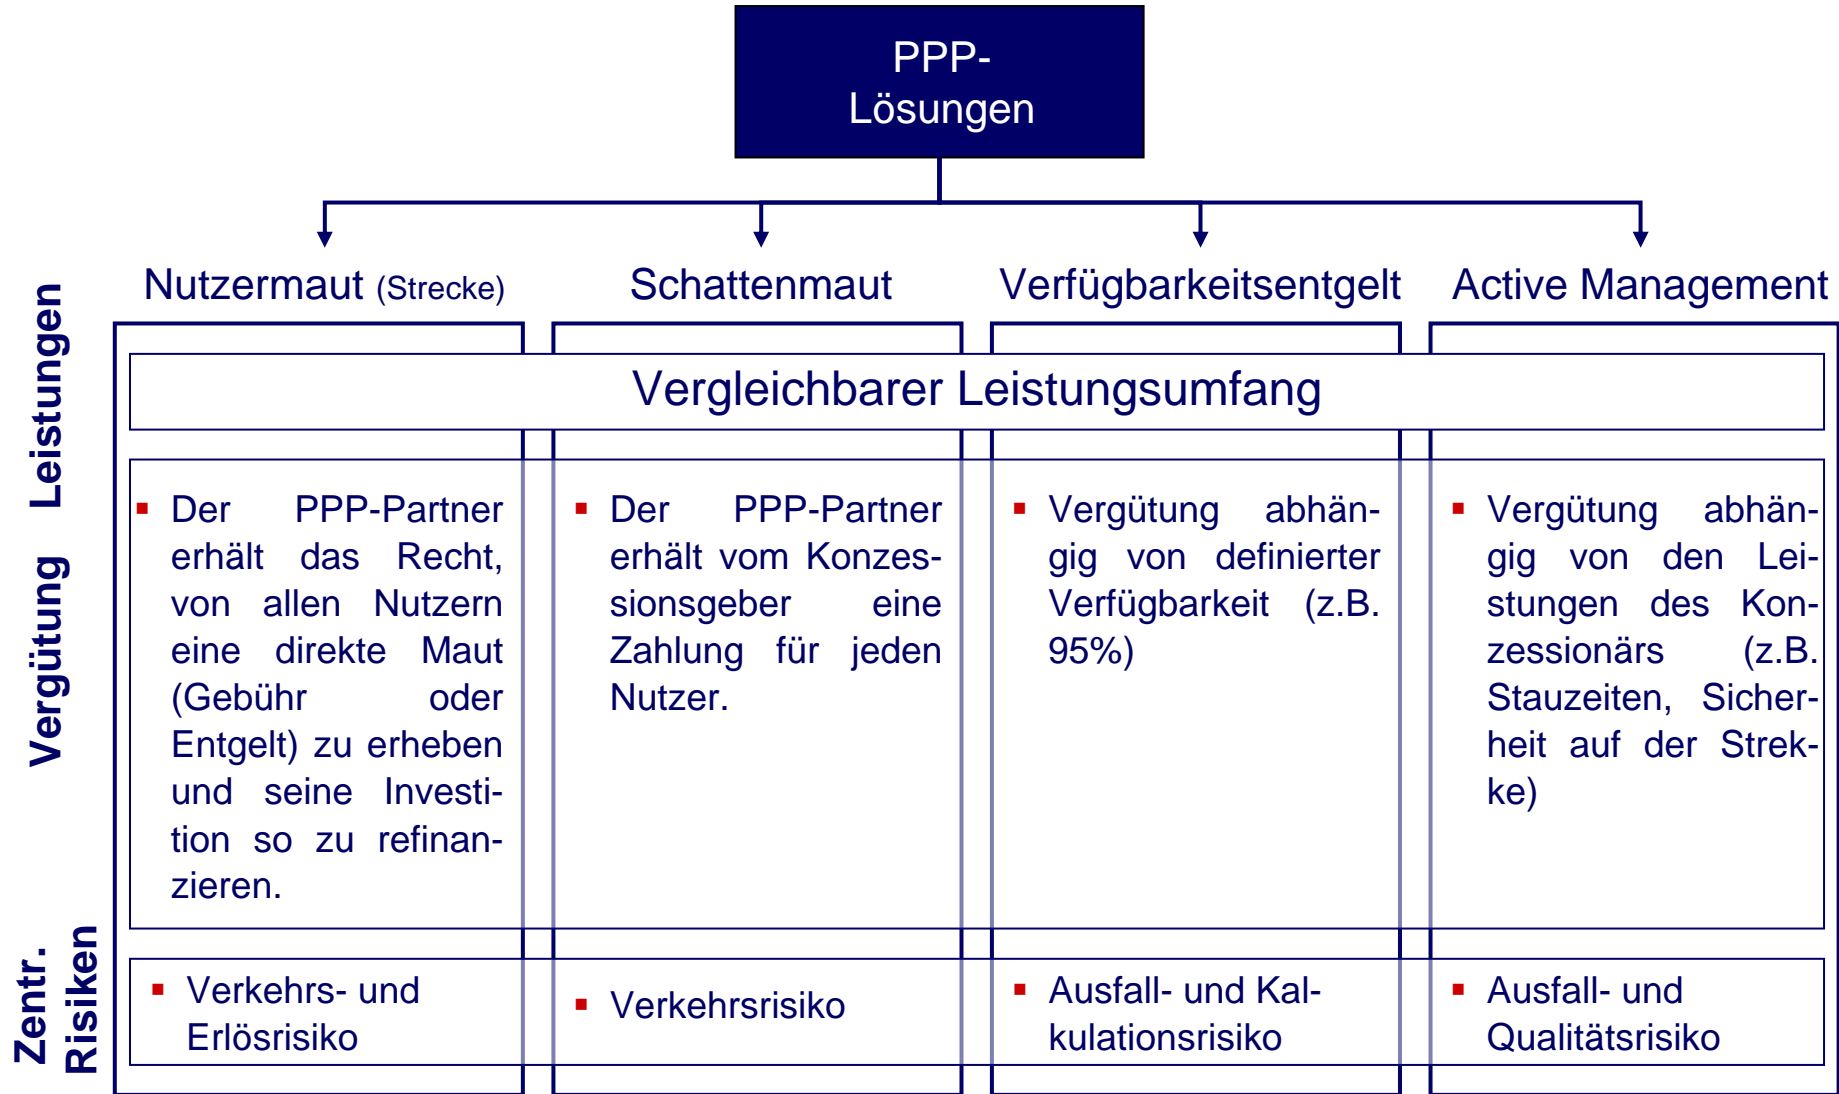 PPP-
Lösungen
Nutzermaut (Strecke)
Schattenmaut
Verfügbarkeitsentgelt
Active Management
Leistungen
Vergleichbarer Leistungsumfang
Vergütung
Der PPP-Partner
erhält das Recht,
von allen Nutzern
eine direkte Maut
(Gebühr oder
Entgelt) zu erheben
und seine Investi-
tion so zu refinan-
zieren.
Der PPP-Partner
erhält vom Konzes-
sionsgeber eine
Zahlung für jeden
Nutzer.
Vergütung abhän-
gig von definierter
Verfügbarkeit (z.B.
95%)
Vergütung abhän-
gig von den Lei-
stungen des Kon-
zessionärs (z.B.
Stauzeiten, Sicher-
heit auf der Strek-
ke)
Zentr.
Risiken
Verkehrs- und
Erlösrisiko
Verkehrsrisiko
Ausfall- und Kal-
kulationsrisiko
Ausfall- und
Qualitätsrisiko